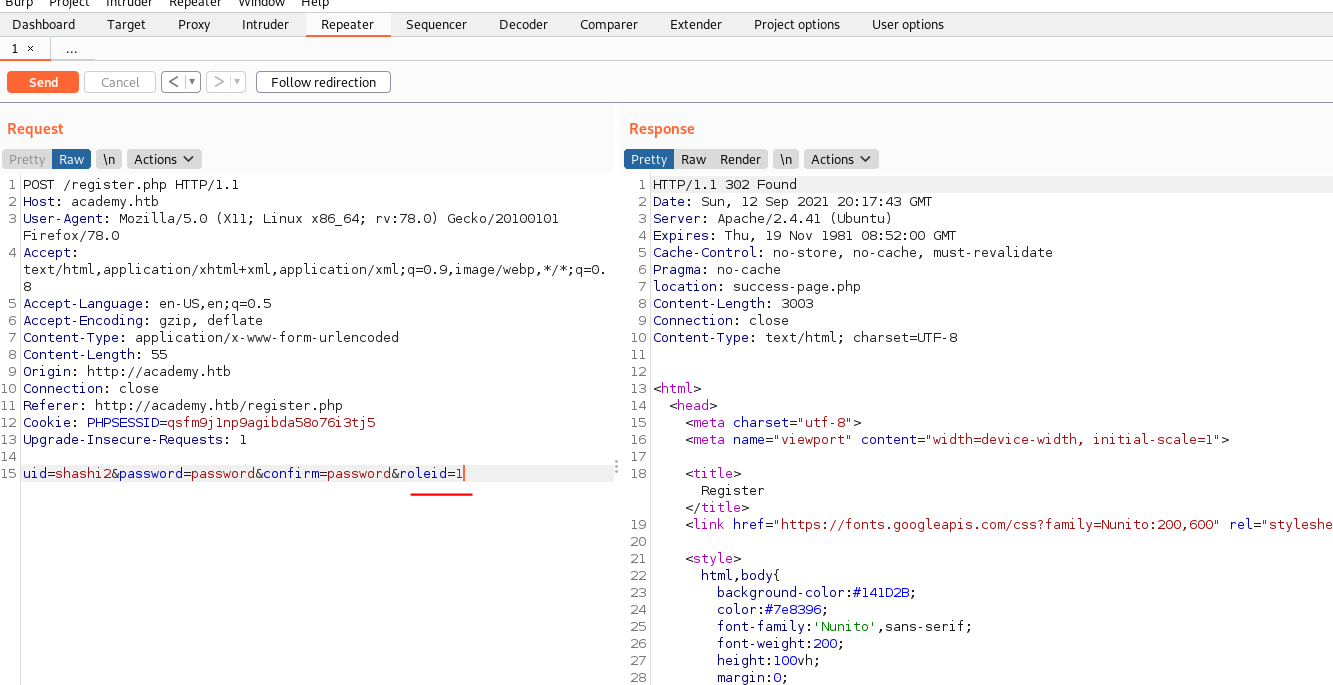 Burp Project Intruder Repeater Window Help
Dashboard Target Proxy Intruder Repeater Sequencer Decoder Comparer Extender Project options User options
1 × ...
Send Cancel < ▼ > ▼ Follow redirection
Request
Pretty Raw \n Actions
1 POST /register.php HTTP/1.1
2 Host: academy.htb
3 User-Agent: Mozilla/5.0 (X11; Linux x86_64; rv:78.0) Gecko/20100101
Firefox/78.0
4 Accept:
text/html,application/xhtml+xml,application/xml;q=0.9,image/webp,*/*;q=0.
8
5 Accept-Language: en-US,en;q=0.5
6 Accept-Encoding: gzip, deflate
7 Content-Type: application/x-www-form-urlencoded
8 Content-Length: 55
9 Origin: http://academy.htb
10 Connection: close
11 Referer: http://academy.htb/register.php
12 Cookie: PHPSESSID=qsfm9j1np9agibda58o76i3tj5
13 Upgrade-Insecure-Requests: 1
14
15 uid=shashi2&password=password&confirm=password&roleid=1
Response
Pretty Raw Render \n Actions
1 HTTP/1.1 302 Found
2 Date: Sun, 12 Sep 2021 20:17:43 GMT
3 Server: Apache/2.4.41 (Ubuntu)
4 Expires: Thu, 19 Nov 1981 08:52:00 GMT
5 Cache-Control: no-store, no-cache, must-revalidate
6 Pragma: no-cache
7 location: success-page.php
8 Content-Length: 3003
9 Connection: close
10 Content-Type: text/html; charset=UTF-8
11
12
13 <html>
14 <head>
15 <meta charset="utf-8">
16 <meta name="viewport" content="width=device-width, initial-scale=1">
17
18 <title>
Register
</title>
19 <link href="https://fonts.googleapis.com/css?family=Nunito:200,600" rel="styleshe
20
21 <style>
22 html,body{
23 background-color:#141D2B;
24 color:#7e8396;
25 font-family:'Nunito',sans-serif;
26 font-weight:200;
27 height:100vh;
28 margin:0;